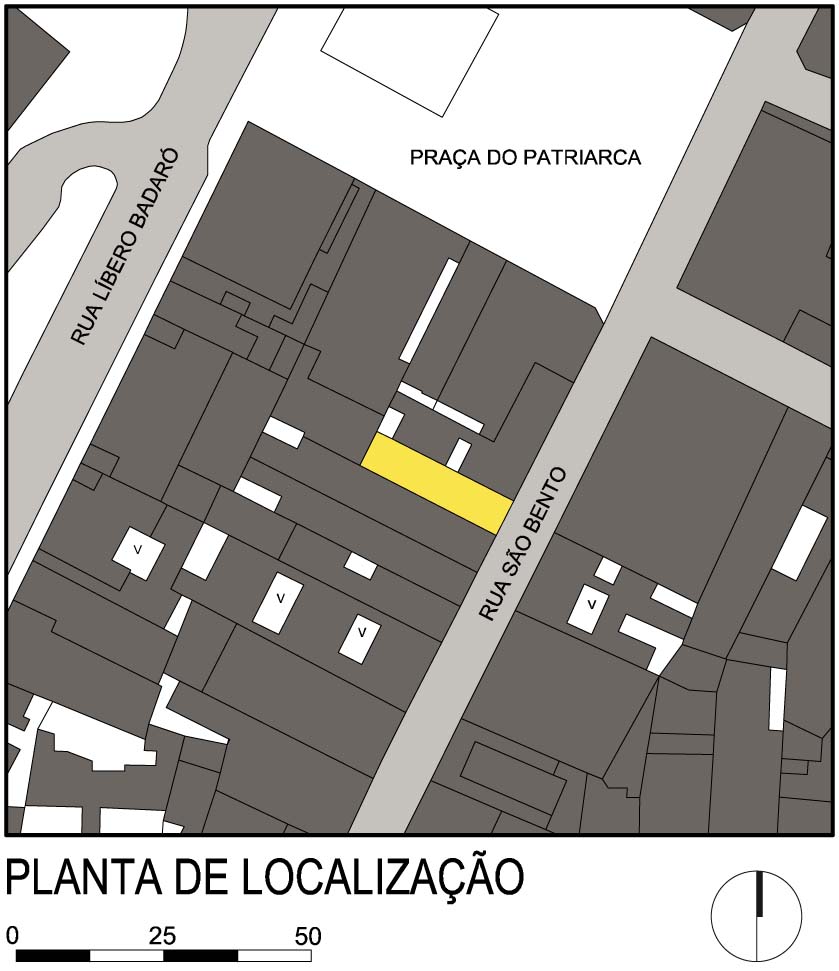 PRAÇA DO PATRIARCA
RUA LÍBERO BADARÓ
RUA SÃO BENTO
V
V
V
V
PLANTA DE LOCALIZAÇÃO
0 25 50